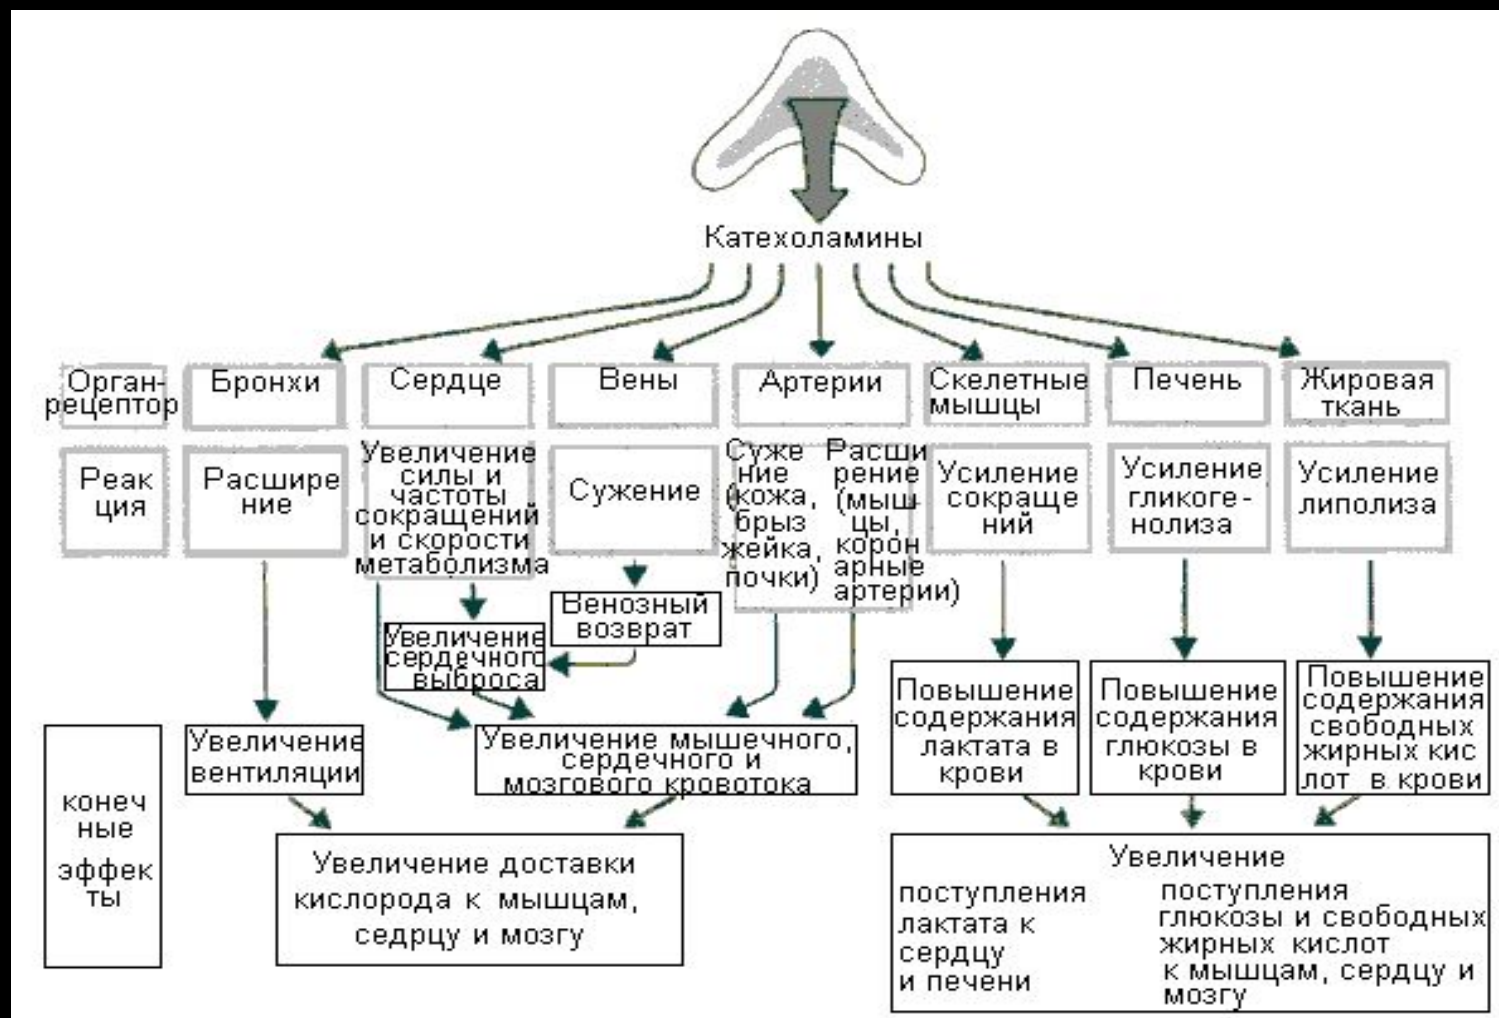 Катехоламины
Орган-
рецептор
Бронхи
Сердце
Вены
Артерии
Скелетные
мышцы
Печень
Жировая
ткань
Реак
ция
Расшире
ние
Увеличение
силы и
частоты
сокращений
и скорости
метаболизма
Сужение
Суже
ние
(кожа,
брыз
жейка,
почки)
Расши
рение
(мыш-
цы,
корон
арные
артерии)
Усиление
сокраще
ний
Усиление
гликоге-
нолиза
Усиление
липолиза
Венозный
возврат
Увеличение
сердечного
выброса
конеч
ные
эффек
ты
Увеличение
вентиляции
Увеличение мышечного,
сердечного и
мозгового кровотока
Повышение
содержания
лактата в
крови
Повышение
содержания
глюкозы в
крови
Повышение
содержания
свободных
жирных кис
лот в крови
Увеличение доставки
кислорода к мышцам,
седрцу и мозгу
Увеличение
поступления
лактата к
сердцу
и печени
поступления
глюкозы и свободных
жирных кислот
к мышцам, сердцу и
мозгу